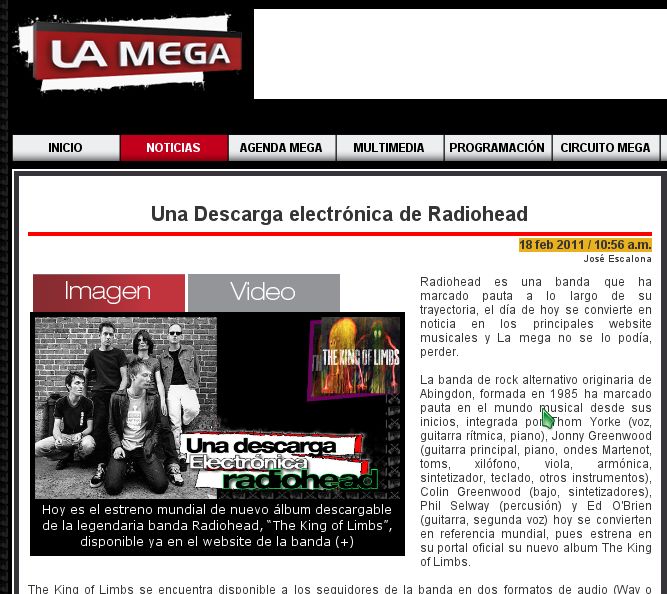 LA MEGA
INICIO
NOTICIAS
AGENDA MEGA
MULTIMEDIA
PROGRAMACIÓN
CIRCUITO MEGA
Una Descarga electrónica de Radiohead
18 feb 2011 / 10:56 a.m.
José Escalona
Imagen
Video
THE KING OF LIMBS
Una descarga
Electrónica
radiohead
Hoy es el estreno mundial de nuevo álbum descargable
de la legendaria banda Radiohead, “The King of Limbs”,
disponible ya en el website de la banda (+)
Radiohead es una banda que ha
marcado pauta a lo largo de su
trayectoria, el día de hoy se convierte en
noticia en los principales website
musicales y La mega no se lo podía,
perder.
La banda de rock alternativo originaria de
Abingdon, formada en 1985 ha marcado
pauta en el mundo musical desde sus
inicios, integrada por Thom Yorke (voz,
guitarra rítmica, piano), Jonny Greenwood
(guitarra principal, piano, ondes Martenot,
toms, xilófono, viola, armónica,
sintetizador, teclado, otros instrumentos),
Colin Greenwood (bajo, sintetizadores),
Phil Selway (percusión) y Ed O'Brien
(guitarra, segunda voz) hoy se convierten
en referencia mundial, pues estrena en
su portal oficial su nuevo album The King
of Limbs.
The King of Limbs se encuentra disponible a los seguidores de la banda en dos formatos de audio (Way o